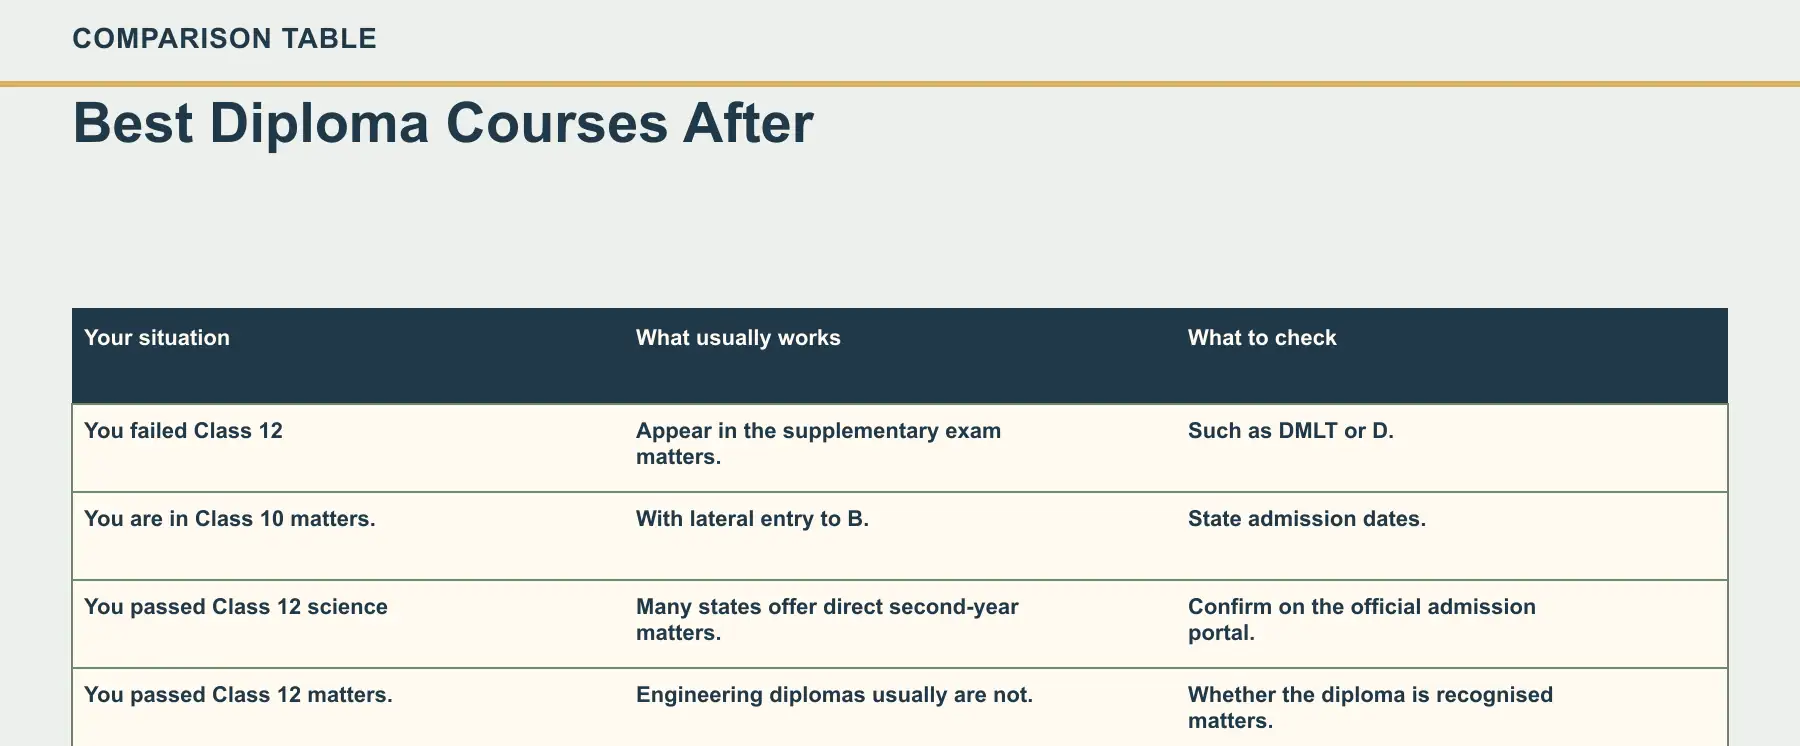 COMPARISON TABLE
Best Diploma Courses After
Your situation
What usually works
What to check
You failed Class 12
Appear in the supplementary exam
matters.
Such as DMLT or D.
You are in Class 10 matters.
With lateral entry to B.
State admission dates.
You passed Class 12 science
Many states offer direct second-year
matters.
Confirm on the official admission
portal.
You passed Class 12 matters.
Engineering diplomas usually are not.
Whether the diploma is recognised
matters.